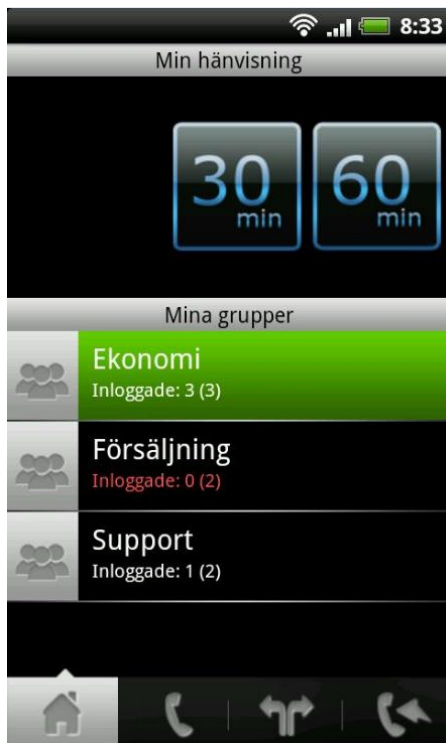 8:33
Min hänvisning
30 min
60 min
Mina grupper
Ekonomi
Inloggade: 3 (3)
Försäljning
Inloggade: 0 (2)
Support
Inloggade: 1 (2)